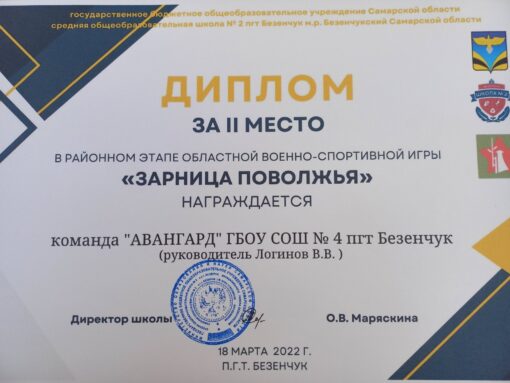 государственное бюджетное общеобразовательное учреждение Самарской области
средняя общеобразовательная школа № 2 пгт Безенчук м.р. Безенчукский Самарской области
ДИПЛОМ
ЗА II МЕСТО
В РАЙОННОМ ЭТАПЕ ОБЛАСТНОЙ ВОЕННО-СПОРТИВНОЙ ИГРЫ
«ЗАРНИЦА ПОВОЛЖЬЯ»
НАГРАЖДАЕТСЯ
команда "АВАНГАРД" ГБОУ СОШ № 4 пгт Безенчук
(руководитель Логинов В.В. )
Директор школы
О.В. Маряскина
18 МАРТА 2022 Г.
П.Г.Т. БЕЗЕНЧУК